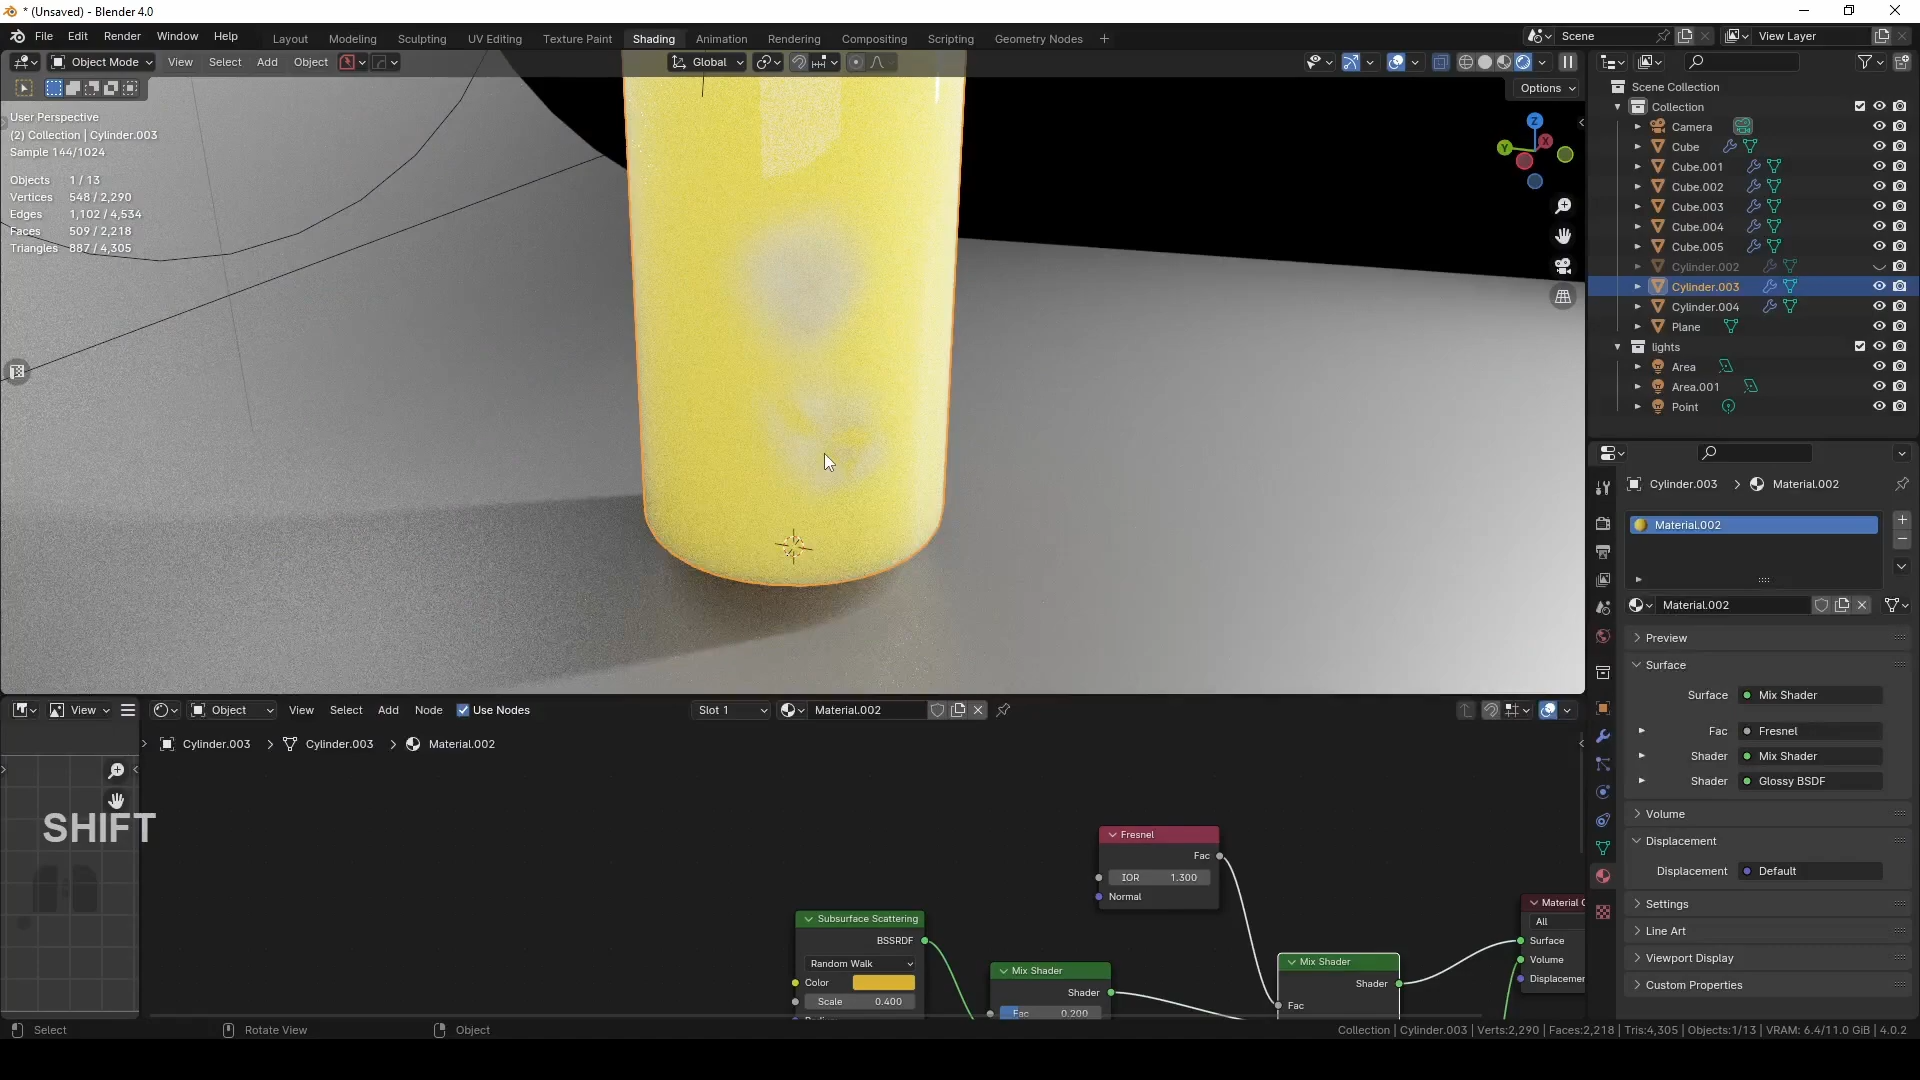 * (Unsaved) - Blender 4.0
File Edit Render Window Help
Layout Modeling Sculpting UV Editing Texture Paint Shading Animation Rendering Compositing Scripting Geometry Nodes +
Scene View Layer
Object Mode View Select Add Object Global
Options
User Perspective
(2) Collection | Cylinder.003
Sample 144/1024
Objects 1 / 13
Vertices 548 / 2,290
Edges 1,102 / 4,534
Faces 509 / 2,218
Triangles 887 / 4,305
Z
Y
X
Scene Collection
Collection
Camera
Cube
Cube.001
Cube.002
Cube.003
Cube.004
Cube.005
Cylinder.002
Cylinder.003
Cylinder.004
Plane
lights
Area
Area.001
Point
Cylinder.003 > Material.002
Material.002
Material.002
Preview
Surface
Surface Mix Shader
Fac Fresnel
Shader Mix Shader
Shader Glossy BSDF
Volume
Displacement
Displacement Default
Settings
Line Art
Viewport Display
Custom Properties
View
Object View Select Add Node Use Nodes Slot 1 Material.002
Cylinder.003 > Cylinder.003 > Material.002
SHIFT
Fresnel
Fac
IOR 1.300
Normal
Subsurface Scattering
BSSRDF
Random Walk
Color
Scale 0.400
Mix Shader
Shader
Fac 0.200
Mix Shader
Shader
Fac
Material
All
Surface
Volume
Displacemen
Select Rotate View Object
Collection | Cylinder.003 | Verts:2,290 | Faces:2,218 | Tris:4,305 | Objects:1/13 | VRAM: 6.4/11.0 GiB | 4.0.2